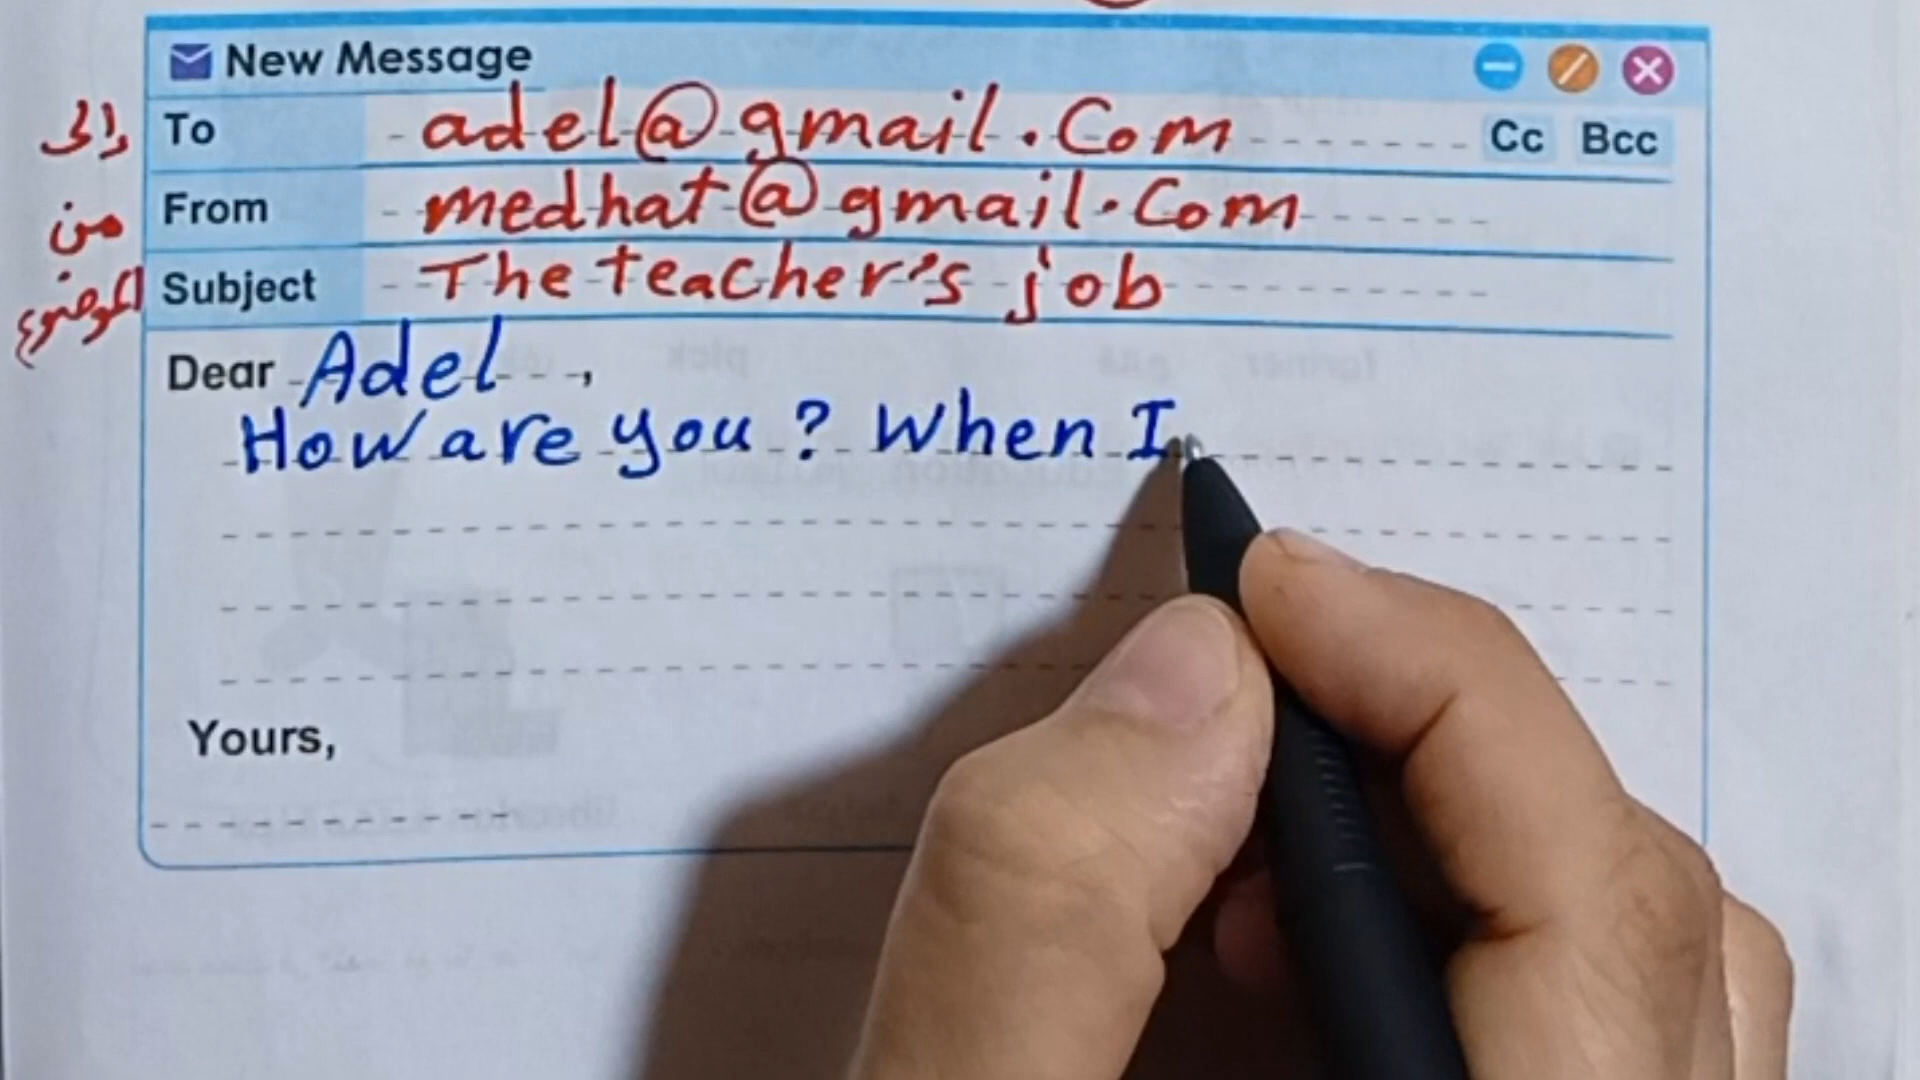 New Message
الى To adel@gmail.Com Cc Bcc
من From medhat@gmail.Com
الموضوع Subject The teacher's job
Dear Adel,
How are you? When I
Yours,